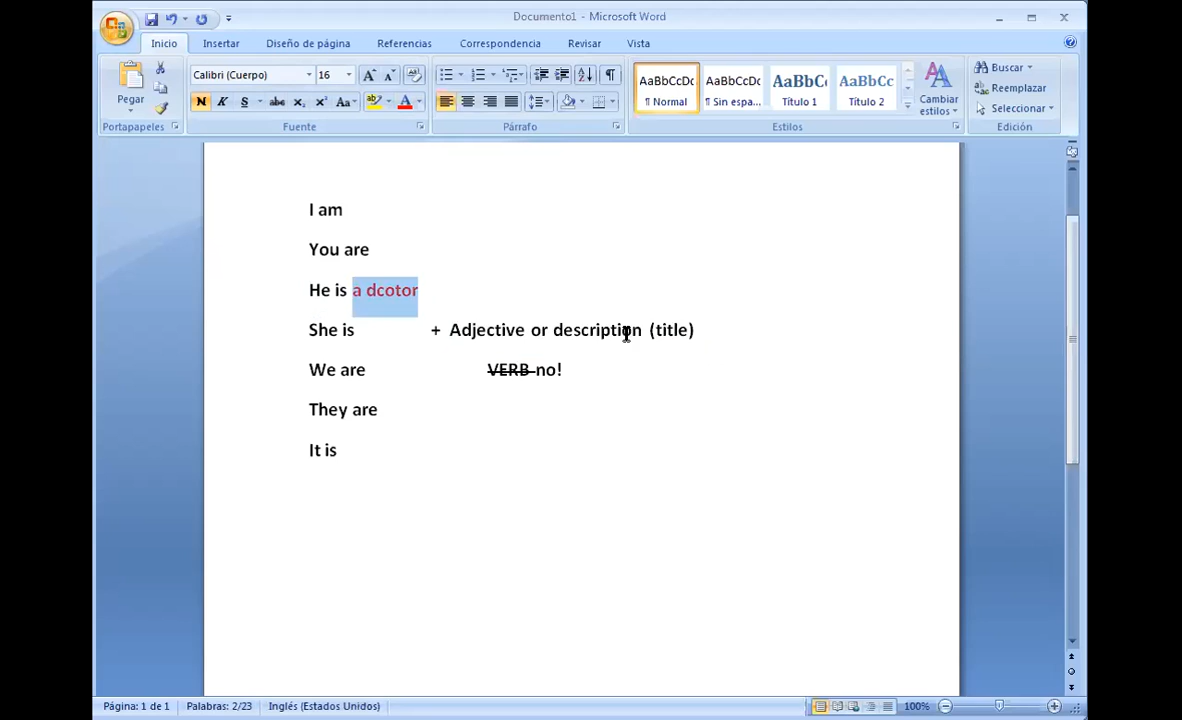 Documento1 - Microsoft Word
Inicio Insertar Diseño de página Referencias Correspondencia Revisar Vista
Pegar
Portapapeles
Calibri (Cuerpo) 16
N K S abc x₂ x² Aa ab A
Fuente
Párrafo
AaBbCcDc AaBbCcDc AaBbC AaBbCc
¶ Normal ¶ Sin espa... Título 1 Título 2
Cambiar estilos
Estilos
Buscar
Reemplazar
Seleccionar
Edición
I am
You are
He is a dcotor
She is + Adjective or description (title)
We are VERB no!
They are
It is
Página: 1 de 1 Palabras: 2/23 Inglés (Estados Unidos) 100%